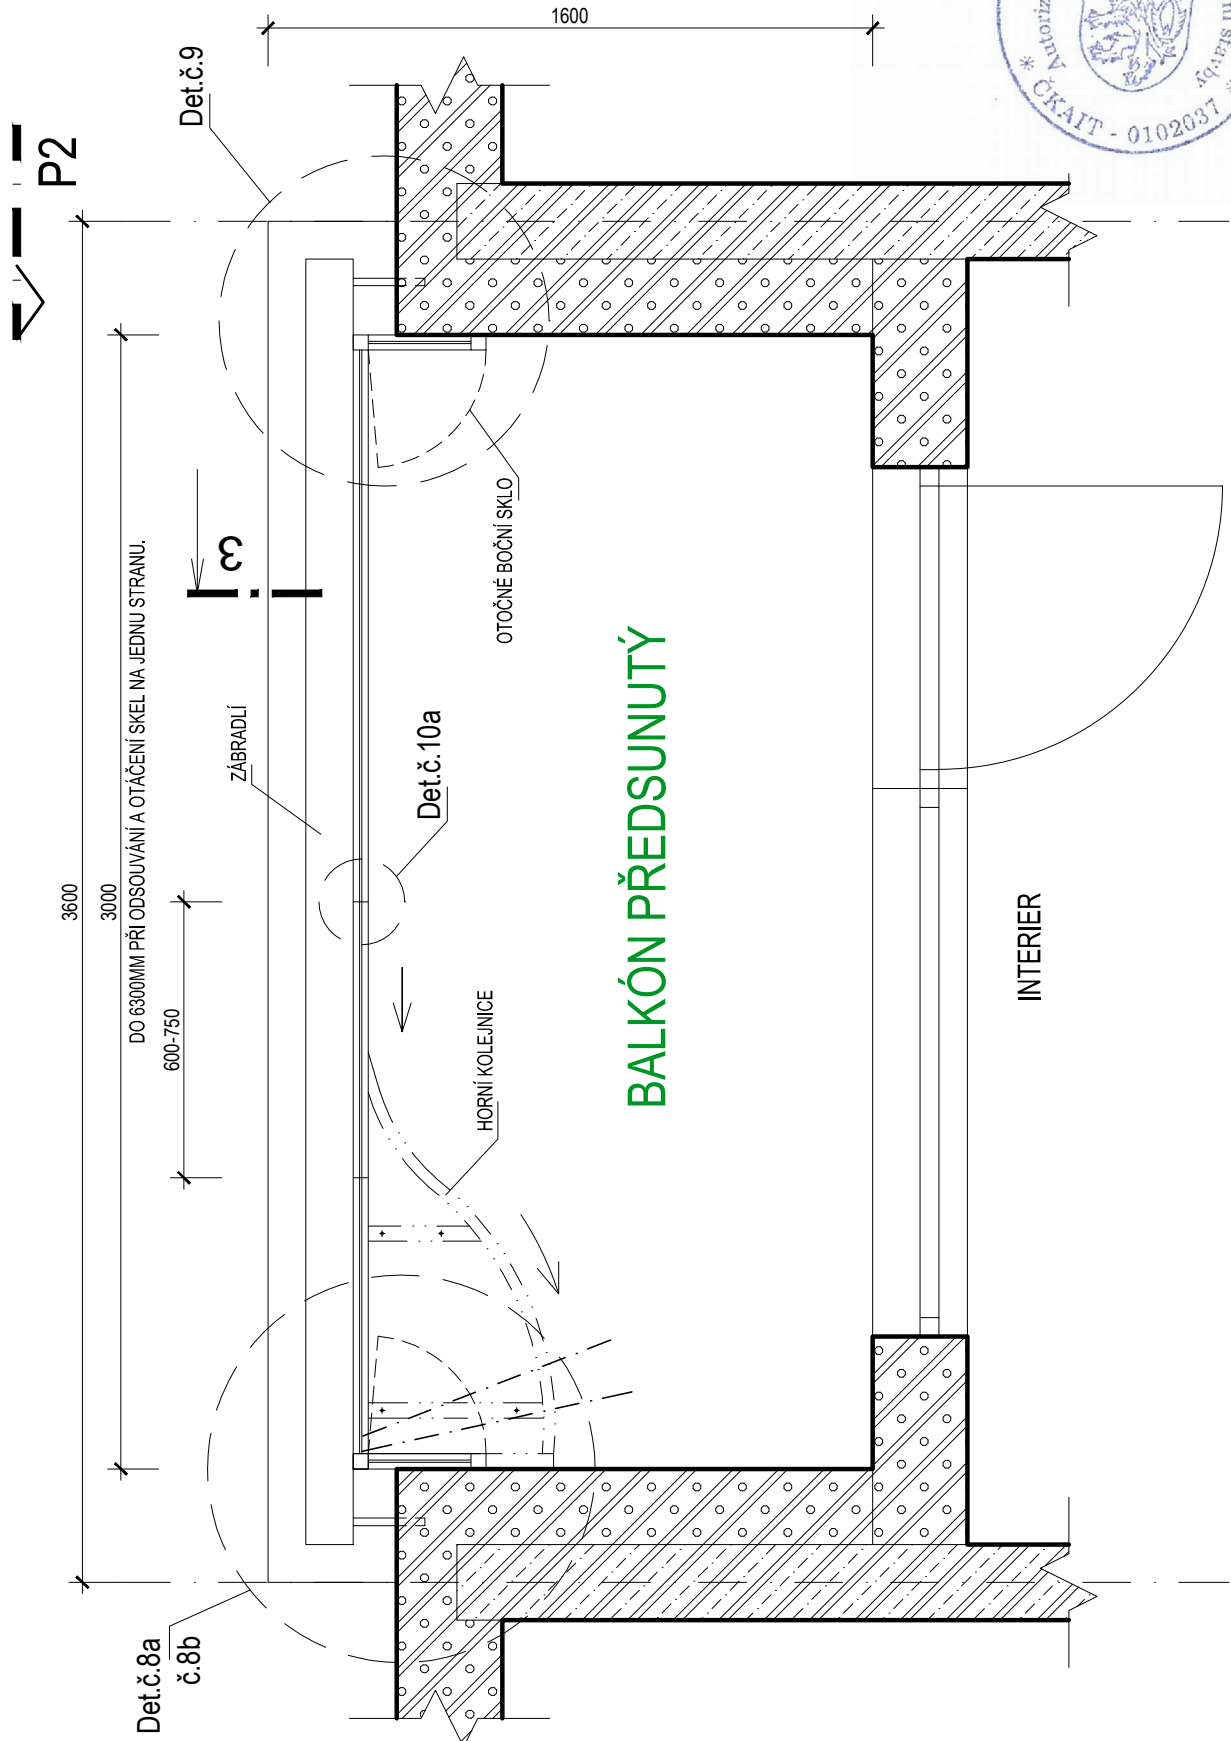 1600
Det.č.9
P2
3600
3000
DO 6300MM PŘI ODSOUVÁNÍ A OTÁČENÍ SKEL NA JEDNU STRANU.
600-750
3
ZÁBRADLÍ
OTOČNÉ BOČNÍ SKLO
Det.č.10a
HORNÍ KOLEJNICE
BALKÓN PŘEDSUNUTÝ
INTERIER
Det.č.8a
č.8b
* ČKAIT - 0102037 *
stavby